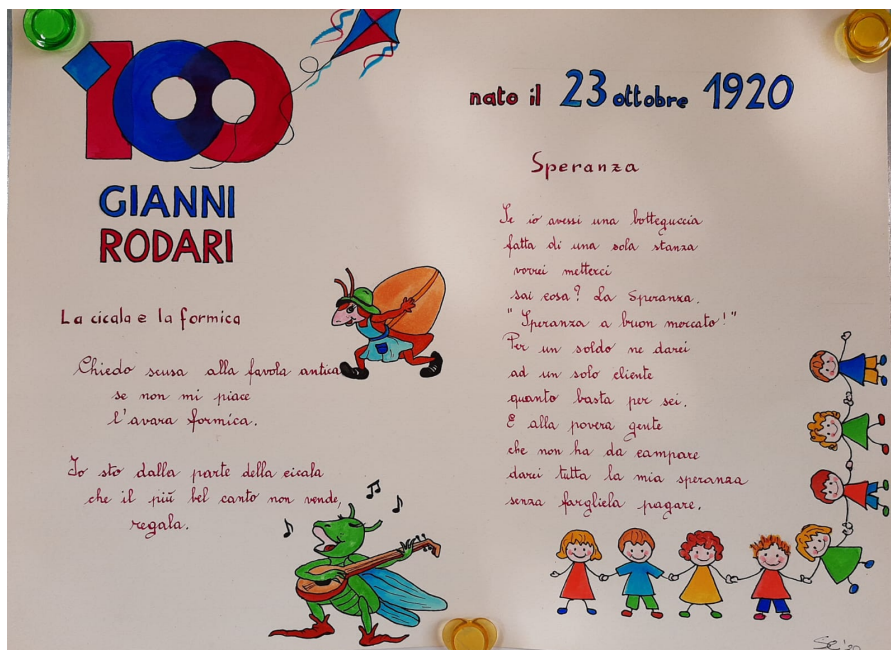 100
GIANNI
RODARI
La cicala e la formica
Chiedo scusa alla favola antica
se non mi piace
l'avara formica.
Io sto dalla parte della cicala
che il più bel canto non vende,
regala.
nato il 23 ottobre 1920
Speranza
Se io avessi una botteguccia
fatta di una sola stanza
vorrei metterci
sai cosa? La Speranza.
"Speranza a buon mercato!"
Per un soldo ne darei
ad un solo cliente
quanto basta per sei.
E alla povera gente
che non ha da campare
darei tutta la mia speranza
senza fargliela pagare.